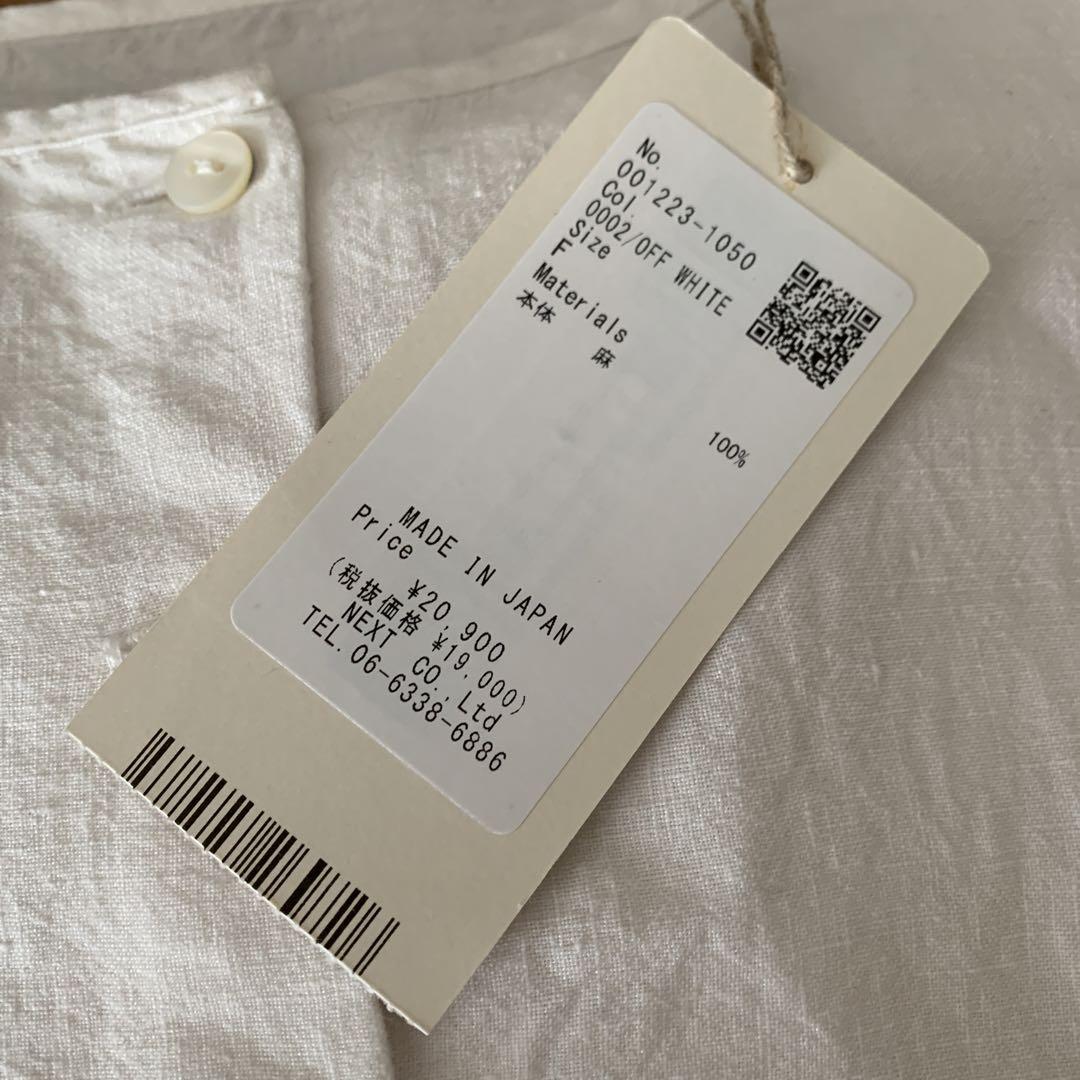 No.
001223-1050
Col.
0002/OFF WHITE
Size
F
Materials
本体
麻 100%
MADE IN JAPAN
Price
¥20,900
(税抜価格 ¥19,000)
NEXT CO.,Ltd
TEL.06-6338-6886